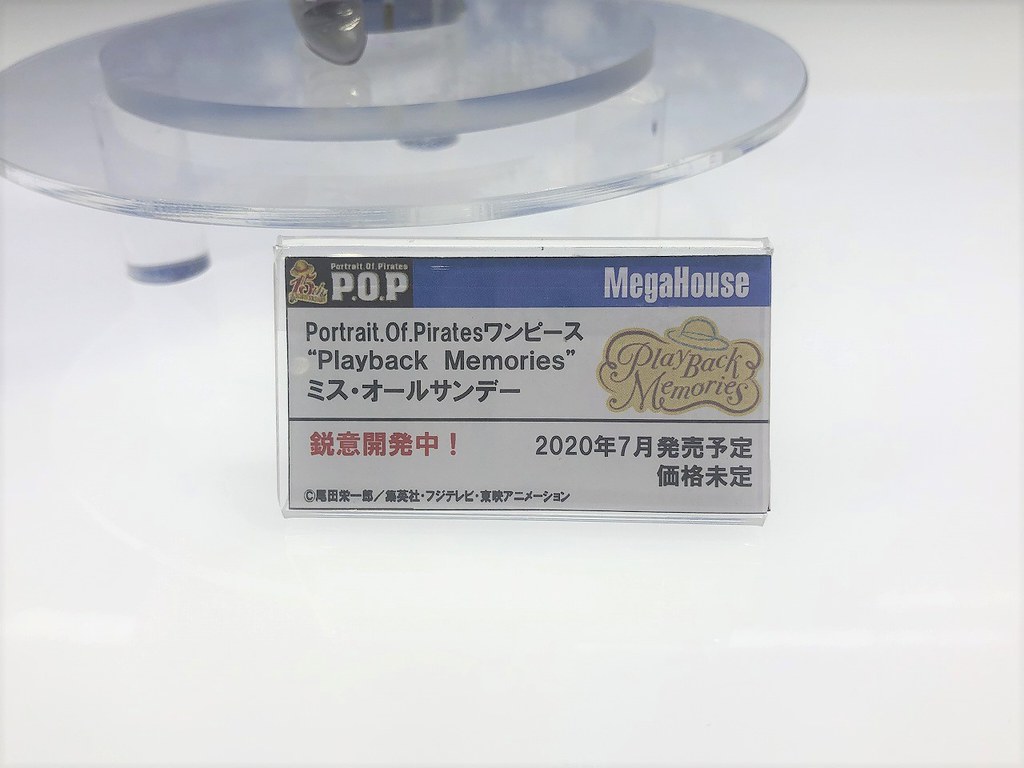 Portrait.Of.Pirates
P.O.P
15th
MegaHouse
Portrait.Of.Piratesワンピース
“Playback Memories”
ミス・オールサンデー
PlayBack
Memories
鋭意開発中！
2020年7月発売予定
価格未定
©尾田栄一郎／集英社・フジテレビ・東映アニメーション